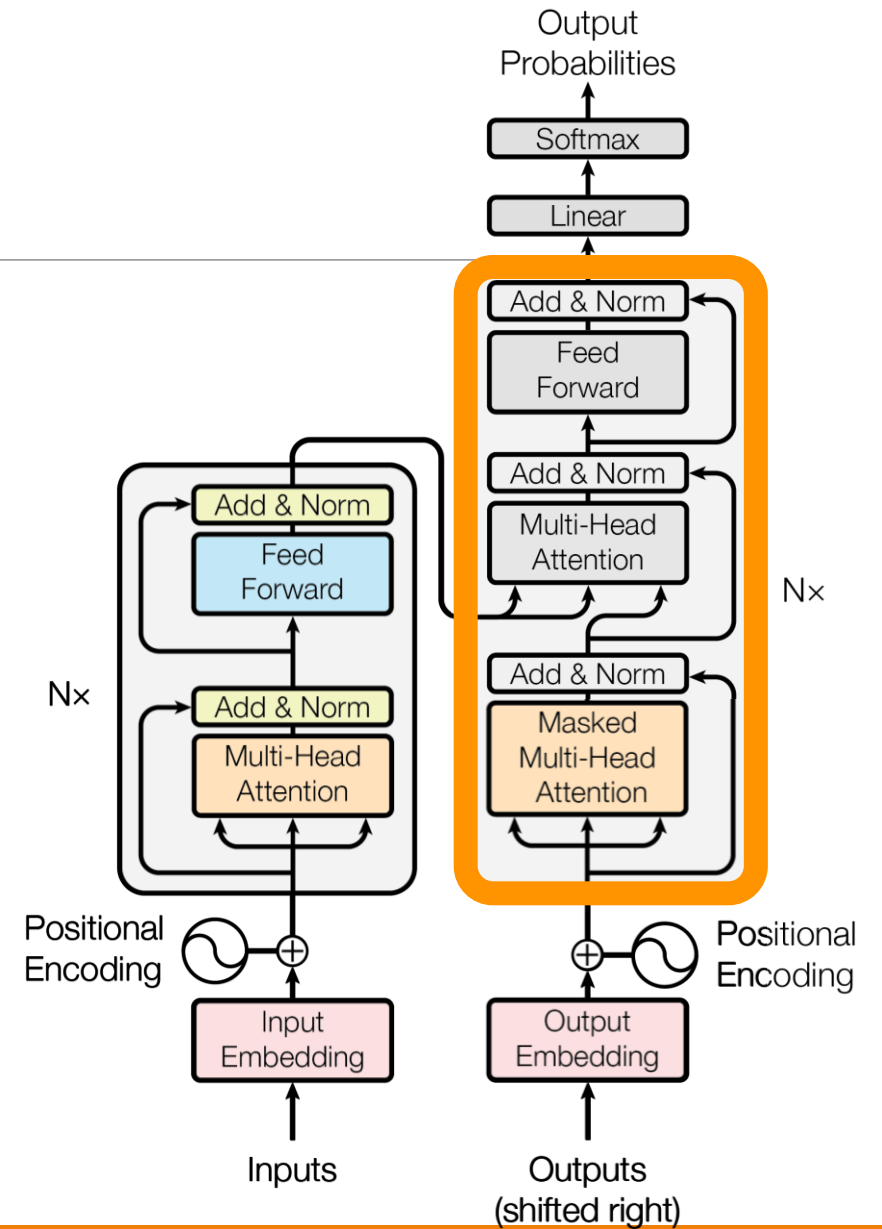 Output
Probabilities
Softmax
Linear
Add & Norm
Feed
Forward
Add & Norm
Multi-Head
Attention
Nx
Add & Norm
Masked
Multi-Head
Attention
Positional
Encoding
Output
Embedding
Outputs
(shifted right)
Add & Norm
Feed
Forward
Nx
Add & Norm
Multi-Head
Attention
Positional
Encoding
Input
Embedding
Inputs